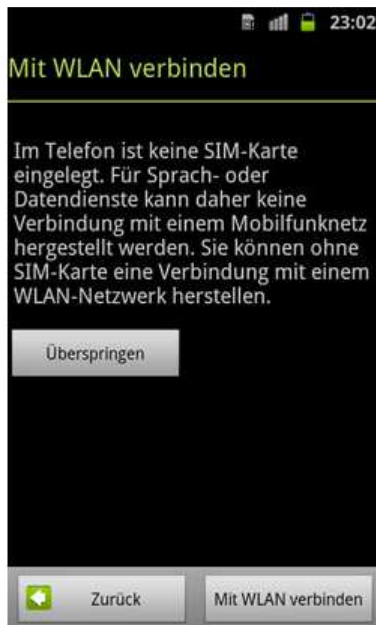 23:02
Mit WLAN verbinden
Im Telefon ist keine SIM-Karte
eingelegt. Für Sprach- oder
Datendienste kann daher keine
Verbindung mit einem Mobilfunknetz
hergestellt werden. Sie können ohne
SIM-Karte eine Verbindung mit einem
WLAN-Netzwerk herstellen.
Überspringen
Zurück
Mit WLAN verbinden